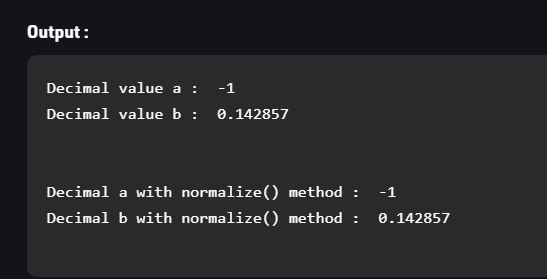 Output :
Decimal value a :  -1
Decimal value b :  0.142857
Decimal a with normalize() method :  -1
Decimal b with normalize() method :  0.142857